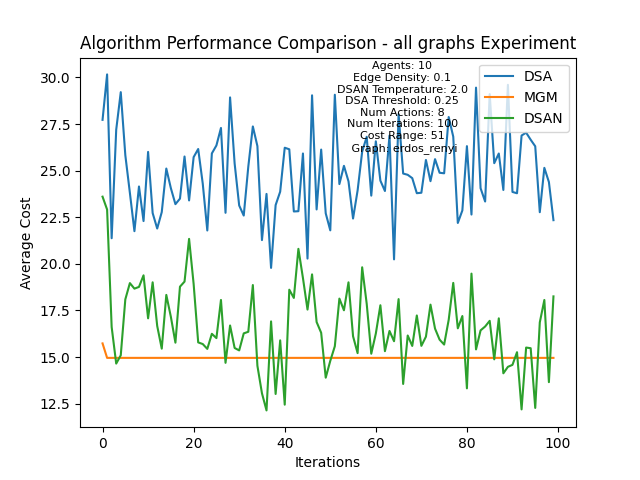 Algorithm Performance Comparison - all graphs Experiment
Agents: 10
Edge Density: 0.1
DSAN Temperature: 2.0
DSA Threshold: 0.25
Num Actions: 8
Num Iterations: 100
Cost Range: 51
Graph: erdos_renyi
DSA
MGM
DSAN
30.0
27.5
25.0
22.5
20.0
17.5
15.0
12.5
Average Cost
0 20 40 60 80 100
Iterations